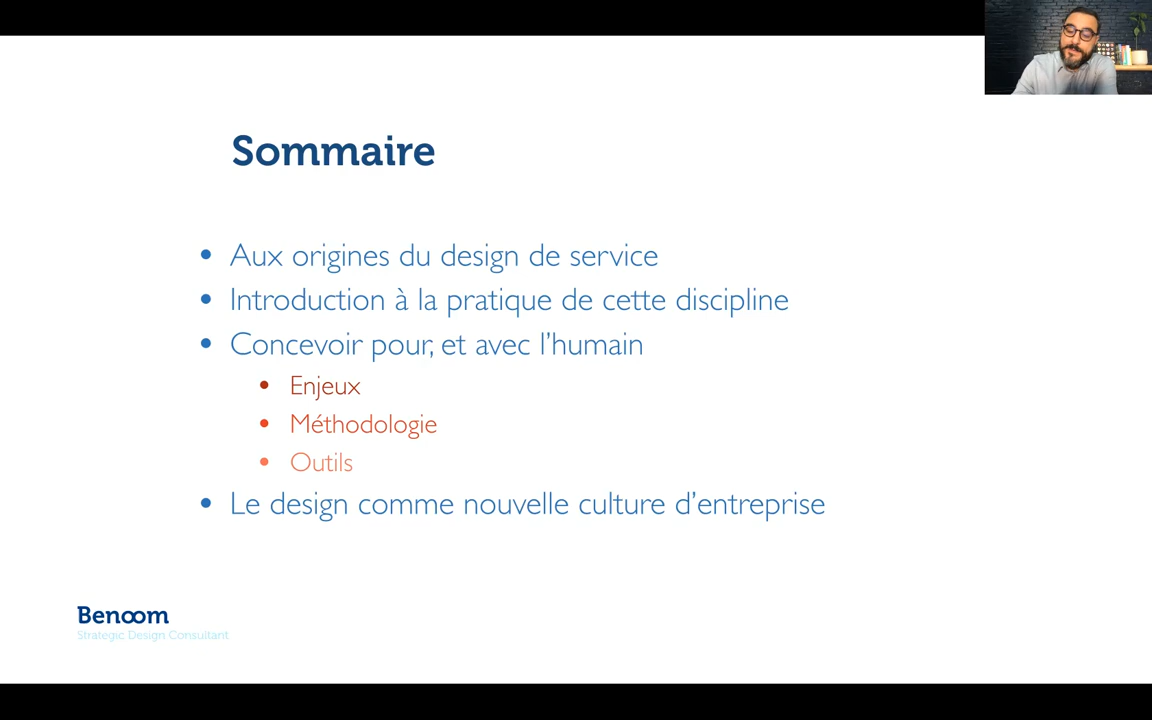 Sommaire
• Aux origines du design de service
• Introduction à la pratique de cette discipline
• Concevoir pour, et avec l’humain
• Enjeux
• Méthodologie
• Outils
• Le design comme nouvelle culture d’entreprise
Benoom
Strategic Design Consultant